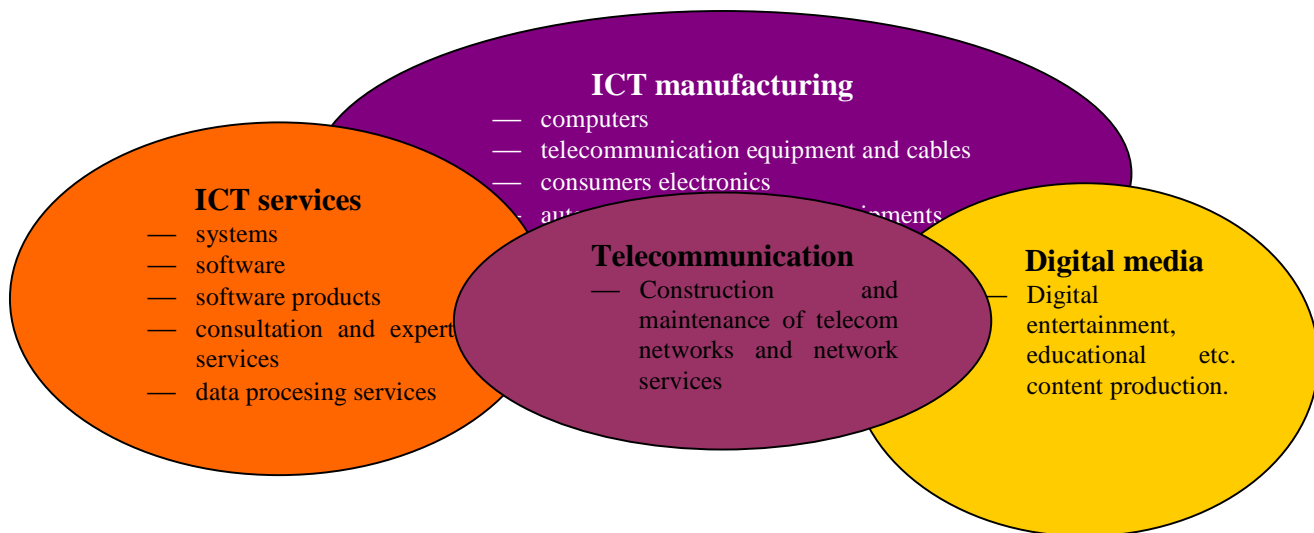 ICT manufacturing
— computers
— telecommunication equipment and cables
— consumers electronics
—
ICT services
— systems
— software
— software products
— consultation and expert
services
— data procesing services
Telecommunication
— Construction and
maintenance of telecom
networks and network
services
Digital media
— Digital
entertainment,
educational etc.
content production.